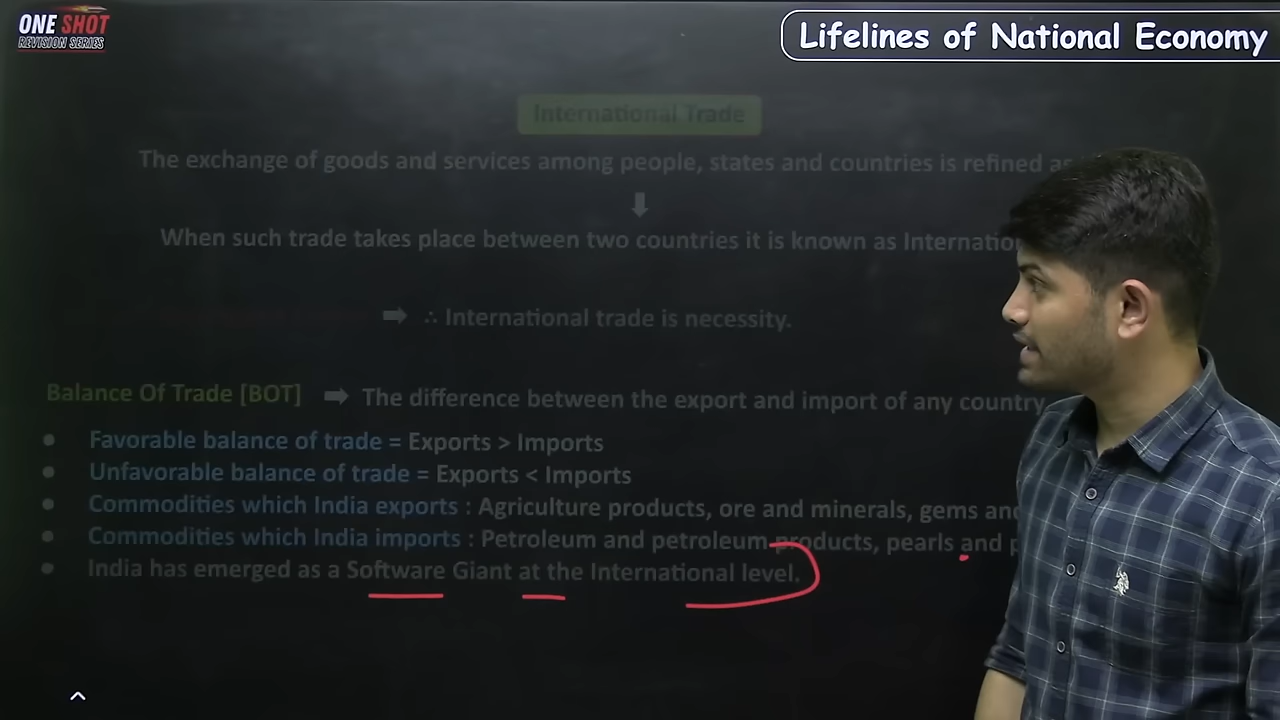 ONE SHOT
REVISION SERIES
Lifelines of National Economy
International Trade
The exchange of goods and services among people, states and countries is refined as
When such trade takes place between two countries it is known as Internatio
∴ International trade is necessity.
Balance Of Trade [BOT] ➡ The difference between the export and import of any country
● Favorable balance of trade = Exports > Imports
● Unfavorable balance of trade = Exports < Imports
● Commodities which India exports : Agriculture products, ore and minerals, gems and
● Commodities which India imports : Petroleum and petroleum products, pearls and p
● India has emerged as a Software Giant at the International level.